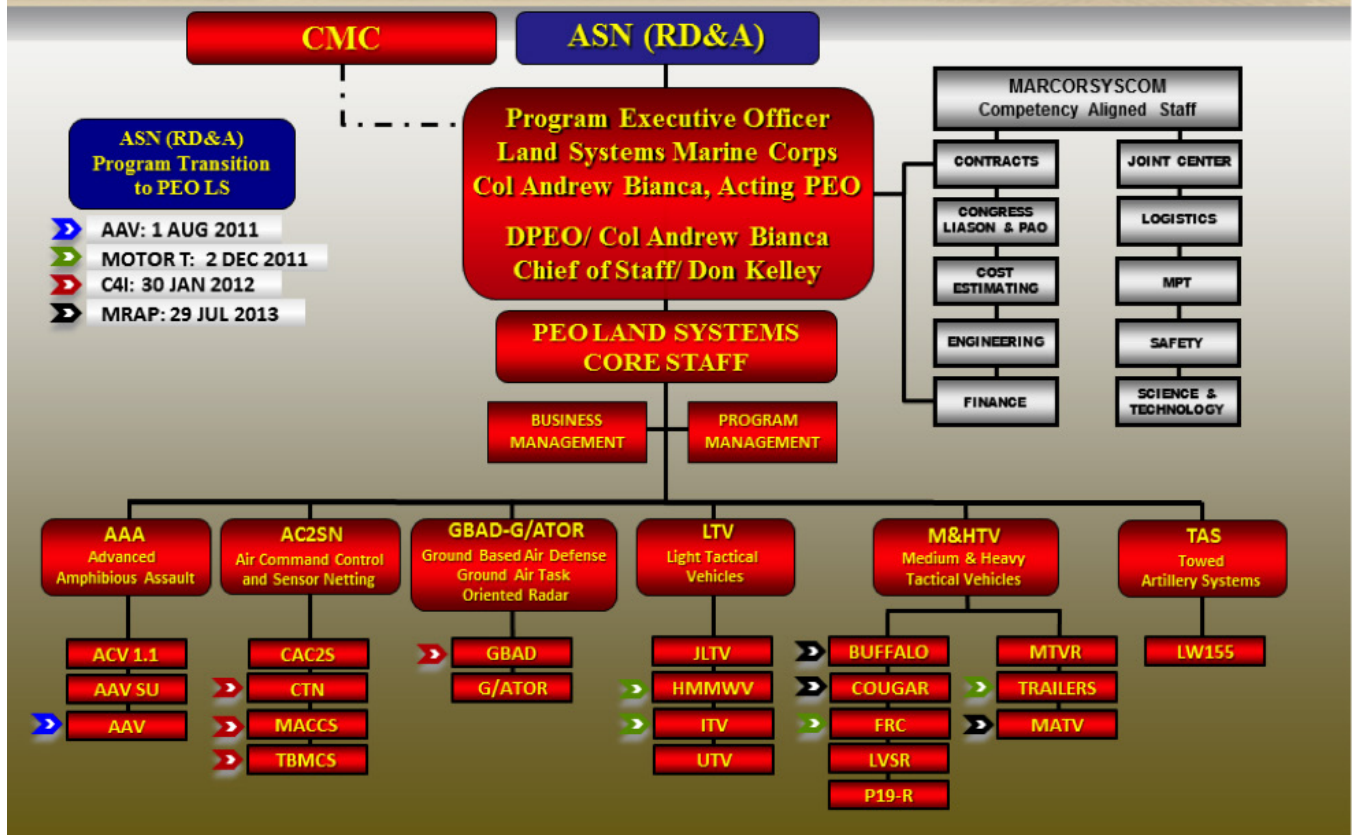 CMC
ASN (RD&A)
Program Executive Officer
Land Systems Marine Corps
Col Andrew Bianca, Acting PEO
DPEO/ Col Andrew Bianca
Chief of Staff/ Don Kelley
MARCORSYSCOM
Competency Aligned Staff
CONTRACTS
CONGRESS
LIASON & PAO
COST
ESTIMATING
ENGINEERING
FINANCE
JOINT CENTER
LOGISTICS
MPT
SAFETY
SCIENCE &
TECHNOLOGY
ASN (RD&A)
Program Transition
to PEO LS
AAV: 1 AUG 2011
MOTOR T: 2 DEC 2011
C4I: 30 JAN 2012
MRAP: 29 JUL 2013
PEO LAND SYSTEMS
CORE STAFF
BUSINESS
MANAGEMENT
PROGRAM
MANAGEMENT
AAA
Advanced
Amphibious Assault
ACV 1.1
AAV SU
AAV
AC2SN
Air Command Control
and Sensor Netting
CAC2S
CTN
MACCS
TBMCS
GBAD-G/ATOR
Ground Based Air Defense
Ground Air Task
Oriented Radar
GBAD
G/ATOR
LTV
Light Tactical
Vehicles
JLTV
HMMWV
ITV
UTV
M&HTV
Medium & Heavy
Tactical Vehicles
BUFFALO
COUGAR
FRC
LVSR
P19-R
MTVR
TRAILERS
MATV
TAS
Towed
Artillery Systems
LW155